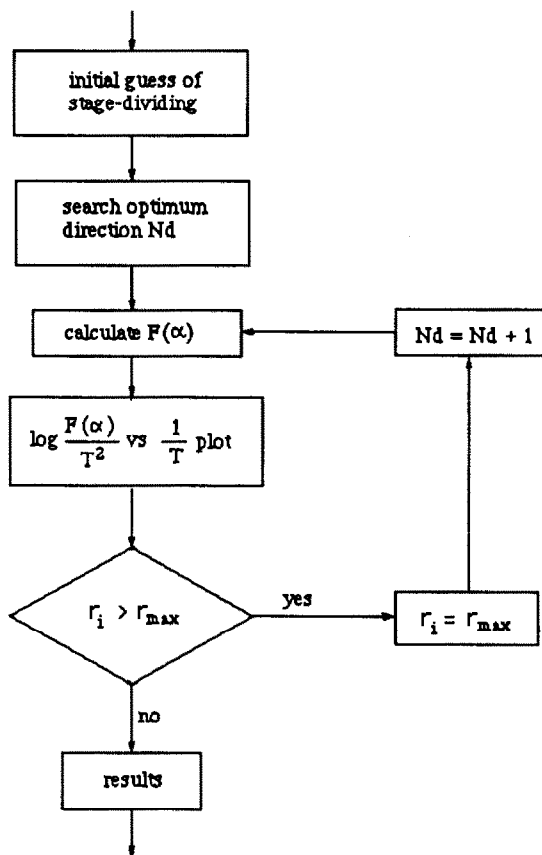 initial guess of
stage-dividing
search optimum
direction Nd
calculate F(α)
Nd = Nd + 1
log F(α)/T² vs 1/T plot
r_i > r_max
yes
r_i = r_max
no
results